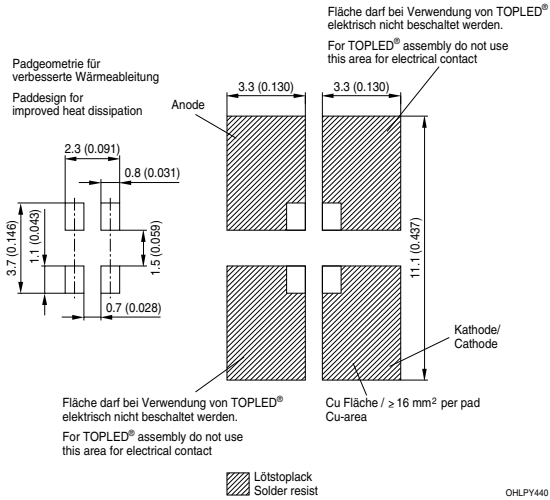 Fläche darf bei Verwendung von TOPLED®
elektrisch nicht beschaltet werden.
For TOPLED® assembly do not use
this area for electrical contact
Padgeometrie für
verbesserte Wärmeableitung
Paddesign for
improved heat dissipation
Anode
3.3 (0.130)
3.3 (0.130)
2.3 (0.091)
0.8 (0.031)
3.7 (0.146)
1.1 (0.043)
1.5 (0.059)
0.7 (0.028)
11.1 (0.437)
Kathode/
Cathode
Fläche darf bei Verwendung von TOPLED®
elektrisch nicht beschaltet werden.
For TOPLED® assembly do not use
this area for electrical contact
Cu Fläche / ≥ 16 mm² per pad
Cu-area
Lötstoplack
Solder resist
OHLPY440